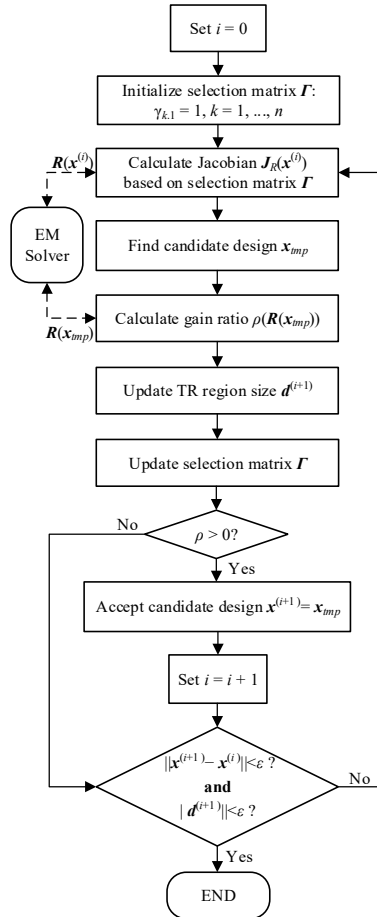 Set i = 0
Initialize selection matrix Γ:
γk.1 = 1, k = 1, ..., n
R(x(i))
Calculate Jacobian JR(x(i))
based on selection matrix Γ
EM
Solver
Find candidate design xtmp
R(xtmp)
Calculate gain ratio ρ(R(xtmp))
Update TR region size d(i+1)
Update selection matrix Γ
No
ρ > 0?
Yes
Accept candidate design x(i+1)= xtmp
Set i = i + 1
||x(i+1)− x(i)||<ε ?
and
| d(i+1)||<ε ?
No
Yes
END